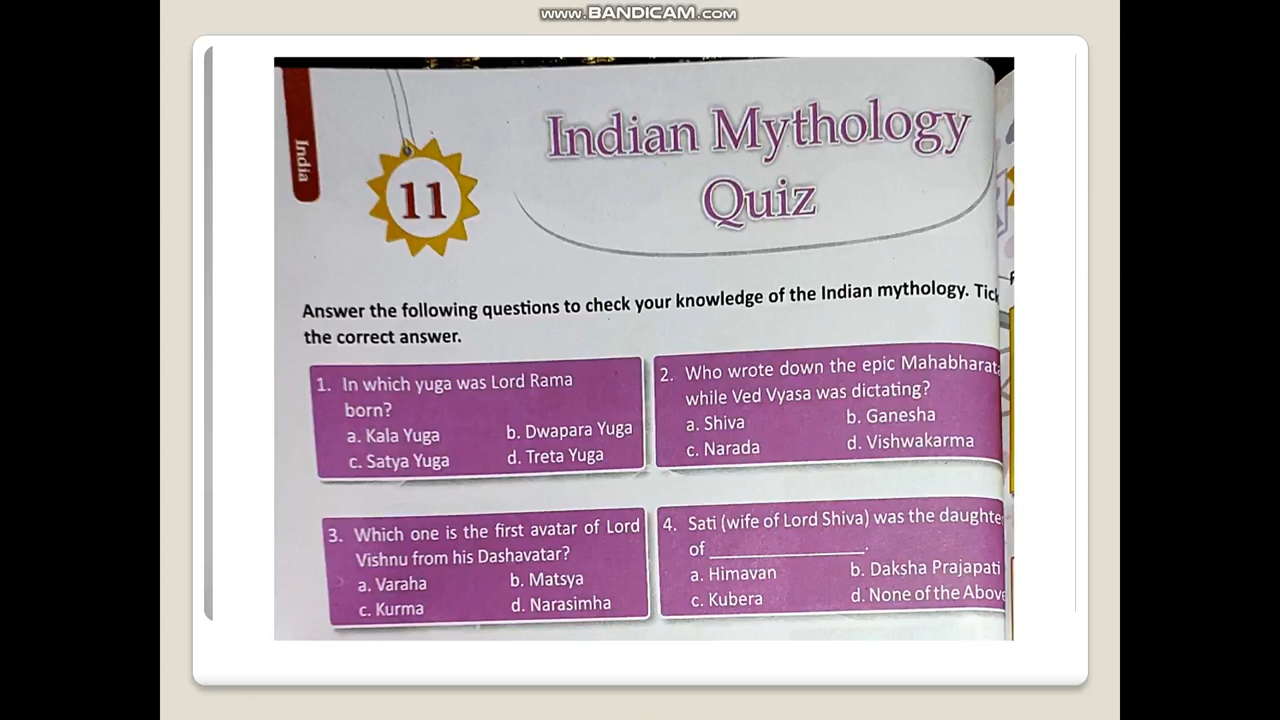 www.BANDICAM.com
India
11
Indian Mythology
Quiz
Answer the following questions to check your knowledge of the Indian mythology. Tick
the correct answer.
1. In which yuga was Lord Rama
born?
a. Kala Yuga b. Dwapara Yuga
c. Satya Yuga d. Treta Yuga
2. Who wrote down the epic Mahabharata
while Ved Vyasa was dictating?
a. Shiva b. Ganesha
c. Narada d. Vishwakarma
3. Which one is the first avatar of Lord
Vishnu from his Dashavatar?
a. Varaha b. Matsya
c. Kurma d. Narasimha
4. Sati (wife of Lord Shiva) was the daughte
of ________________.
a. Himavan b. Daksha Prajapati
c. Kubera d. None of the Above